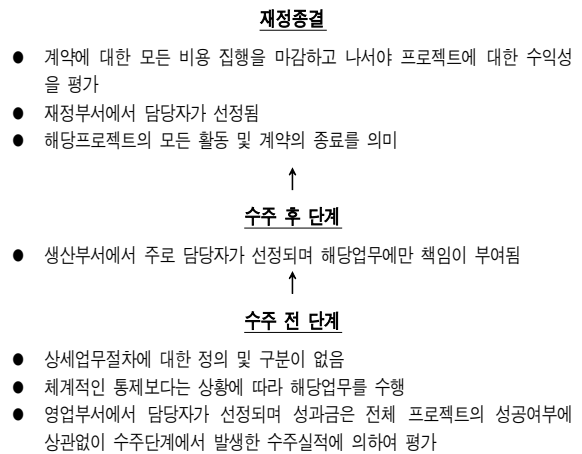 재정종결
● 계약에 대한 모든 비용 집행을 마감하고 나서야 프로젝트에 대한 수익성
을 평가
● 재정부서에서 담당자가 선정됨
● 해당프로젝트의 모든 활동 및 계약의 종료를 의미
↑
수주 후 단계
● 생산부서에서 주로 담당자가 선정되며 해당업무에만 책임이 부여됨
↑
수주 전 단계
● 상세업무절차에 대한 정의 및 구분이 없음
● 체계적인 통제보다는 상황에 따라 해당업무를 수행
● 영업부서에서 담당자가 선정되며 성과금은 전체 프로젝트의 성공여부에
상관없이 수주단계에서 발생한 수주실적에 의하여 평가